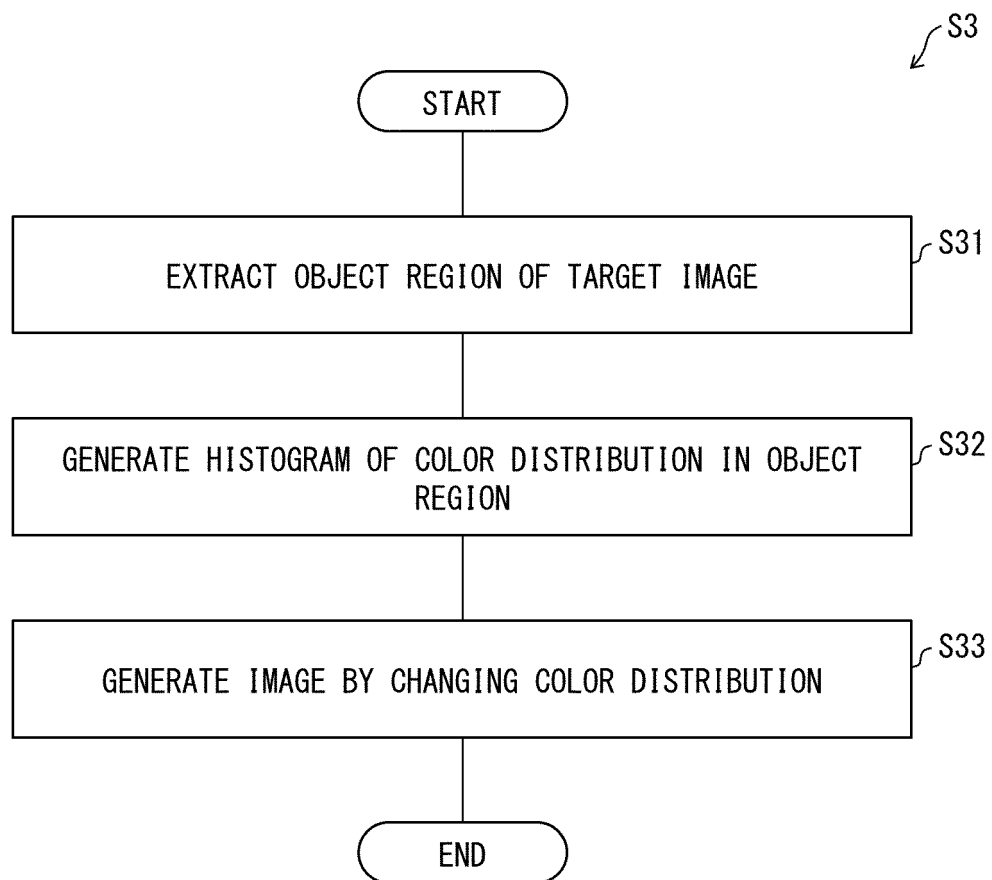 S3
START
EXTRACT OBJECT REGION OF TARGET IMAGE
S31
GENERATE HISTOGRAM OF COLOR DISTRIBUTION IN OBJECT
REGION
S32
GENERATE IMAGE BY CHANGING COLOR DISTRIBUTION
S33
END